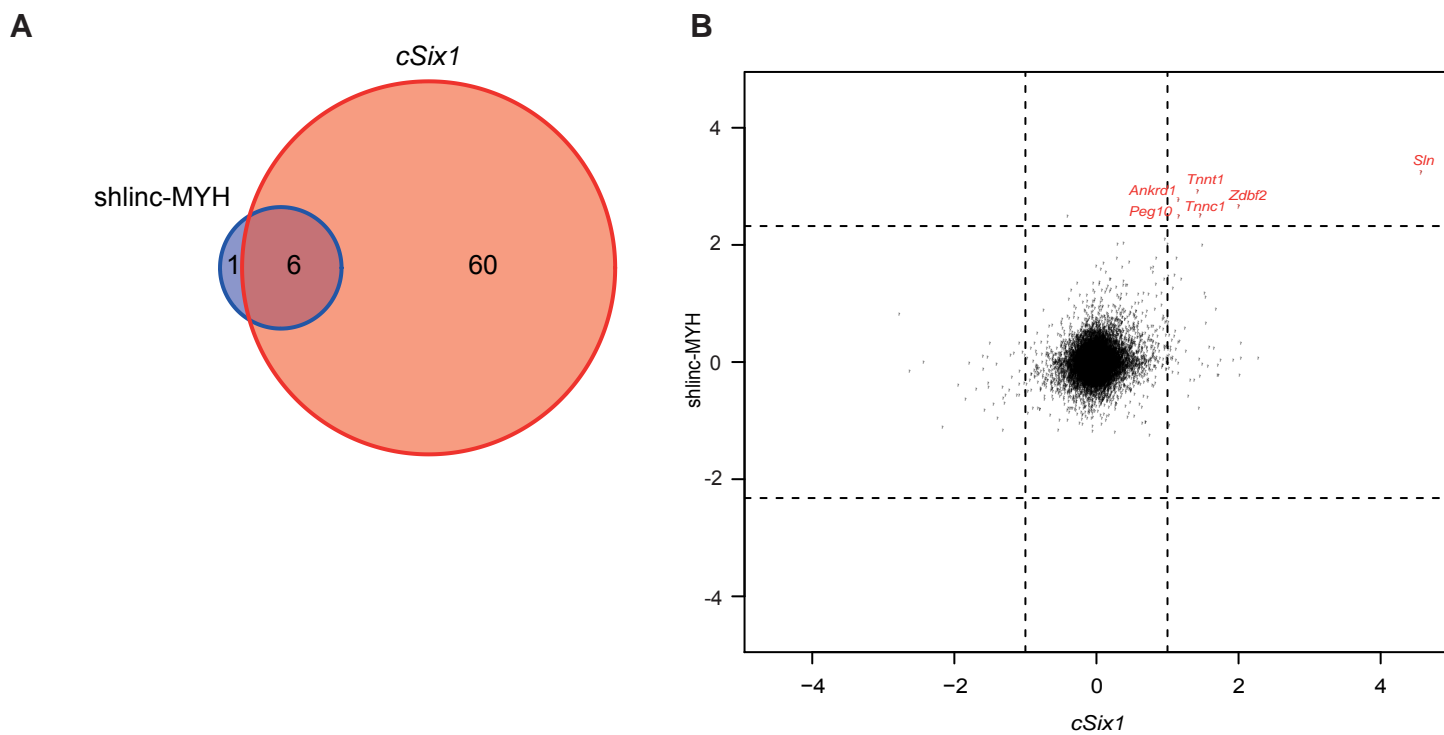 A
cSix1
shlinc-MYH
1
6
60
B
4
2
0
-2
-4
shlinc-MYH
Sln
Tnnt1
Ankrd1
Zdbf2
Peg10
Tnnc1
−4
−2
0
2
4
cSix1